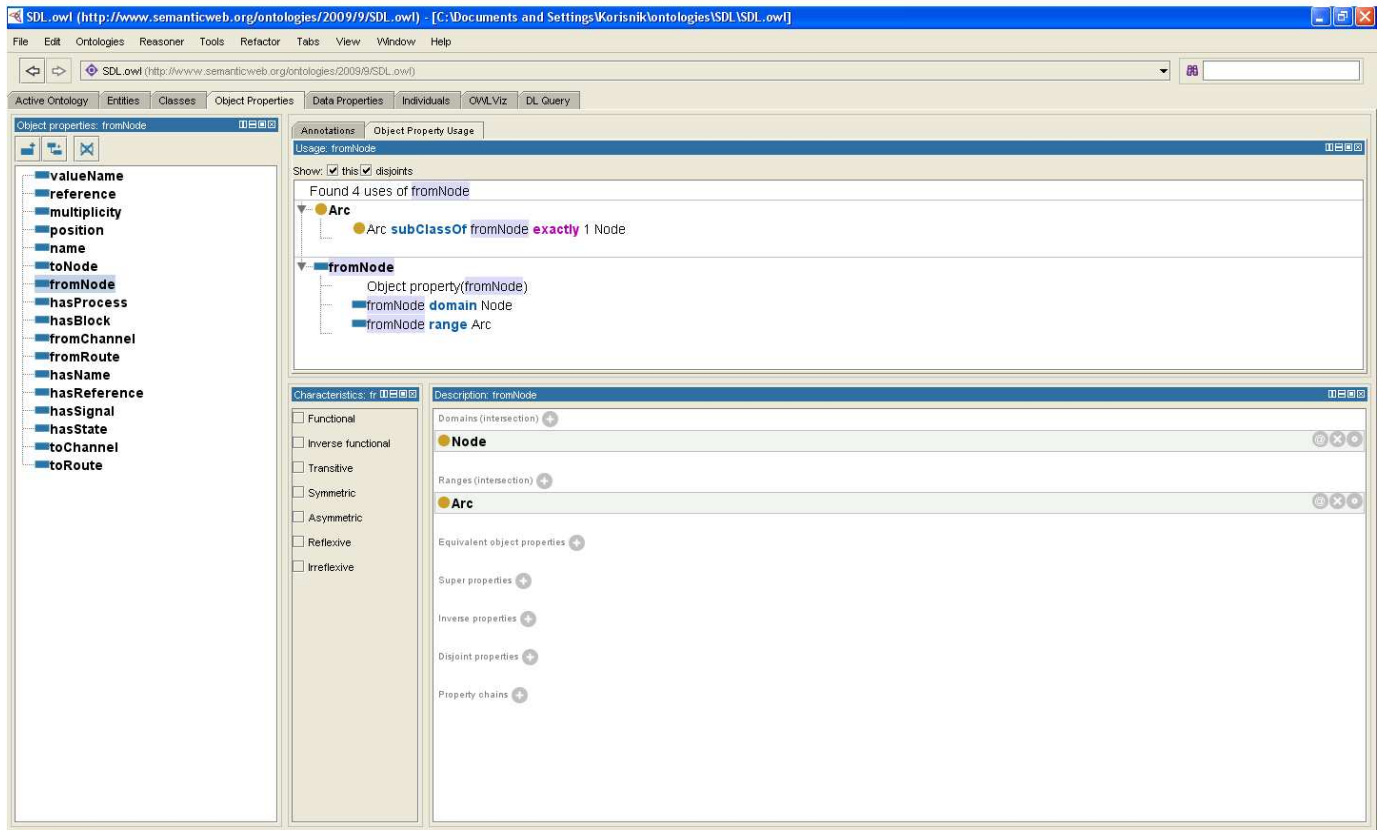 SDL.owl (http://www.semanticweb.org/ontologies/2009/9/SDL.owl) - [C:\Documents and Settings\Korisnik\ontologies\SDL\SDL.owl]
File Edit Ontologies Reasoner Tools Refactor Tabs View Window Help
SDL.owl (http://www.semanticweb.org/ontologies/2009/9/SDL.owl)
Active Ontology Entities Classes Object Properties Data Properties Individuals OWLViz DL Query
Object properties: fromNode
valueName
reference
multiplicity
position
name
toNode
fromNode
hasProcess
hasBlock
fromChannel
fromRoute
hasName
hasReference
hasSignal
hasState
toChannel
toRoute
Annotations Object Property Usage
Usage: fromNode
Show: this disjoints
Found 4 uses of fromNode
Arc
Arc subClassOf fromNode exactly 1 Node
fromNode
Object property(fromNode)
fromNode domain Node
fromNode range Arc
Characteristics: fr
Functional
Inverse functional
Transitive
Symmetric
Asymmetric
Reflexive
Irreflexive
Description: fromNode
Domains (intersection)
Node
Ranges (intersection)
Arc
Equivalent object properties
Super properties
Inverse properties
Disjoint properties
Property chains